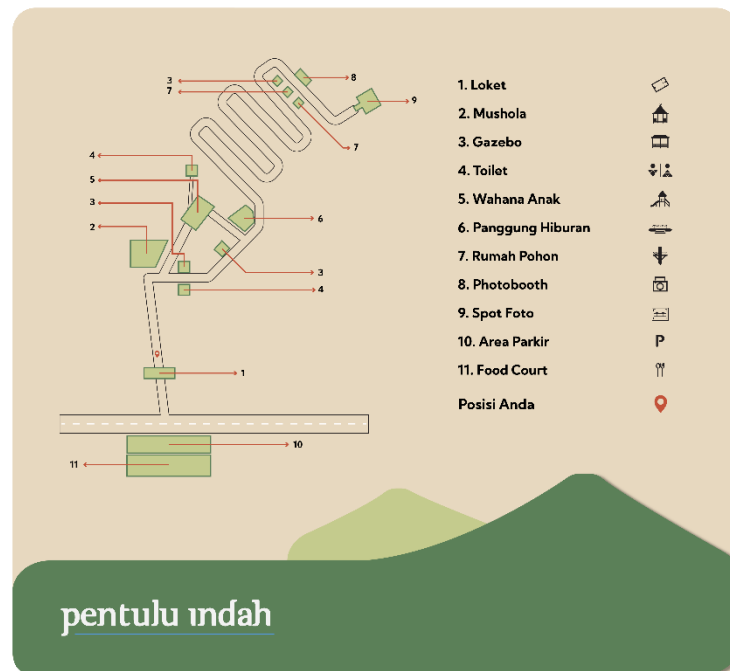 3
7
8
9
7
4
5
3
2
6
3
4
1
10
11
1. Loket
2. Mushola
3. Gazebo
4. Toilet
5. Wahana Anak
6. Panggung Hiburan
7. Rumah Pohon
8. Photobooth
9. Spot Foto
10. Area Parkir
P
11. Food Court
Posisi Anda
pentulu indah